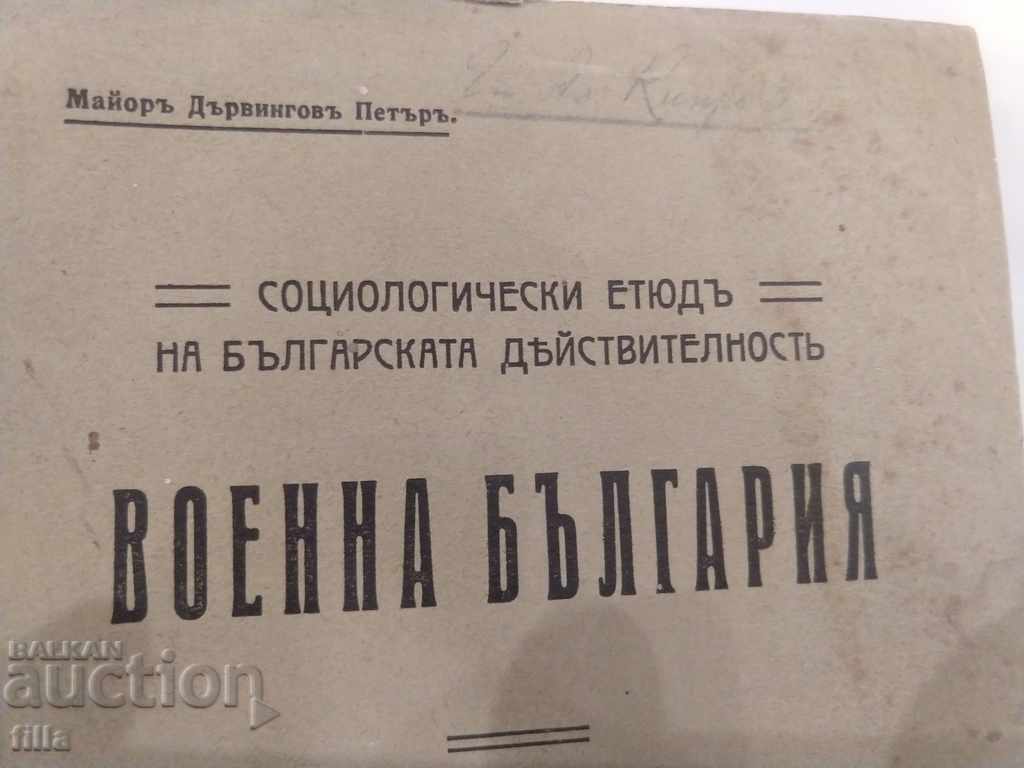 Майоръ Дървинговъ Петъръ.
СОЦИОЛОГИЧЕСКИ ЕТЮДЪ
НА БЪЛГАРСКАТА ДѢЙСТВИТЕЛНОСТЬ
ВОЕННА БЪЛГАРИЯ
BALKAN
auction
filla